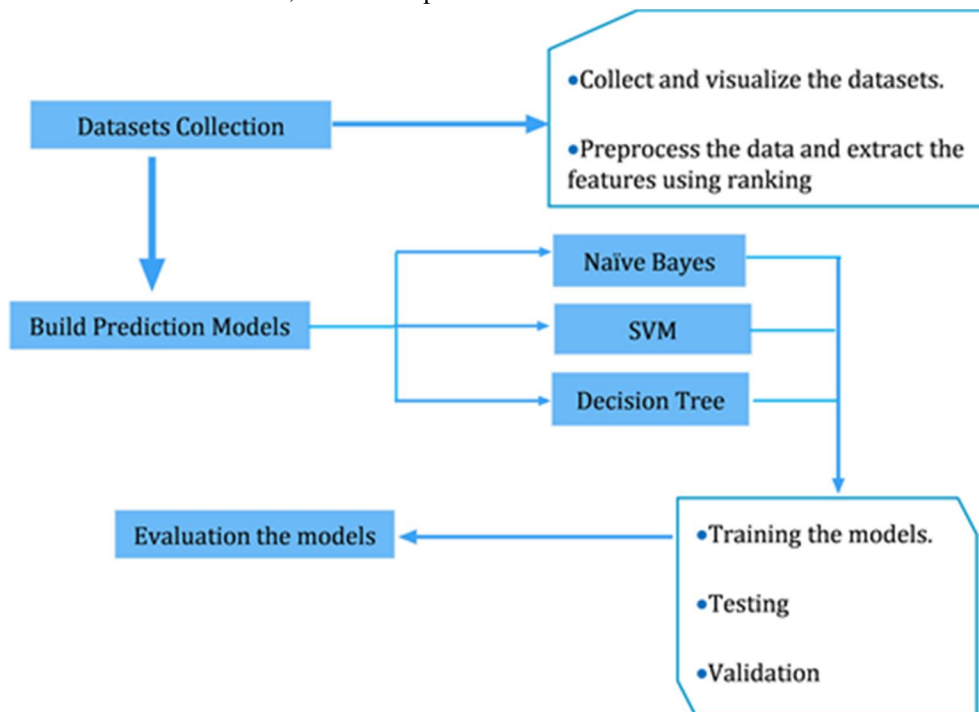 •Collect and visualize the datasets.
Datasets Collection
•Preprocess the data and extract the
features using ranking
Naïve Bayes
Build Prediction Models
SVM
Decision Tree
Evaluation the models
•Training the models.
•Testing
•Validation